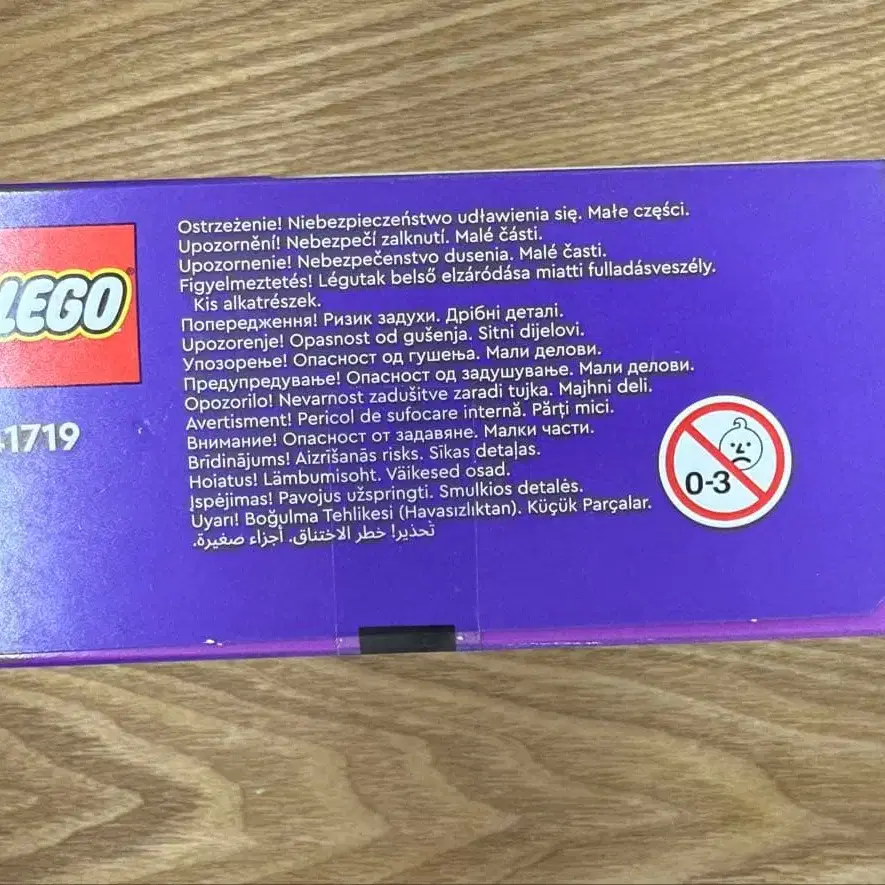 LEGO®
1719
Ostrzeżenie! Niebezpieczeństwo udławienia się. Małe części.
Upozornění! Nebezpečí zalknutí. Malé části.
Upozornenie! Nebezpečenstvo dusenia. Malé časti.
Figyelmeztetés! Légutak belső elzáródása miatti fulladásveszély.
Kis alkatrészek.
Попередження! Ризик задухи. Дрібні деталі.
Upozorenje! Opasnost od gušenja. Sitni dijelovi.
Упозорење! Опасност од гушења. Мали делови.
Предупредување! Опасност од задушување. Мали делови.
Opozorilo! Nevarnost zadušitve zaradi tujka. Majhni deli.
Avertisment! Pericol de sufocare internă. Părți mici.
Внимание! Опасност от задавяне. Малки части.
Brīdinājums! Aizrīšanās risks. Sīkas detaļas.
Hoiatus! Lämbumisoht. Väikesed osad.
Įspėjimas! Pavojus užspringti. Smulkios detalės.
Uyarı! Boğulma Tehlikesi (Havasızlıktan). Küçük Parçalar.
تحذير! خطر الاختناق. أجزاء صغيرة.
0-3